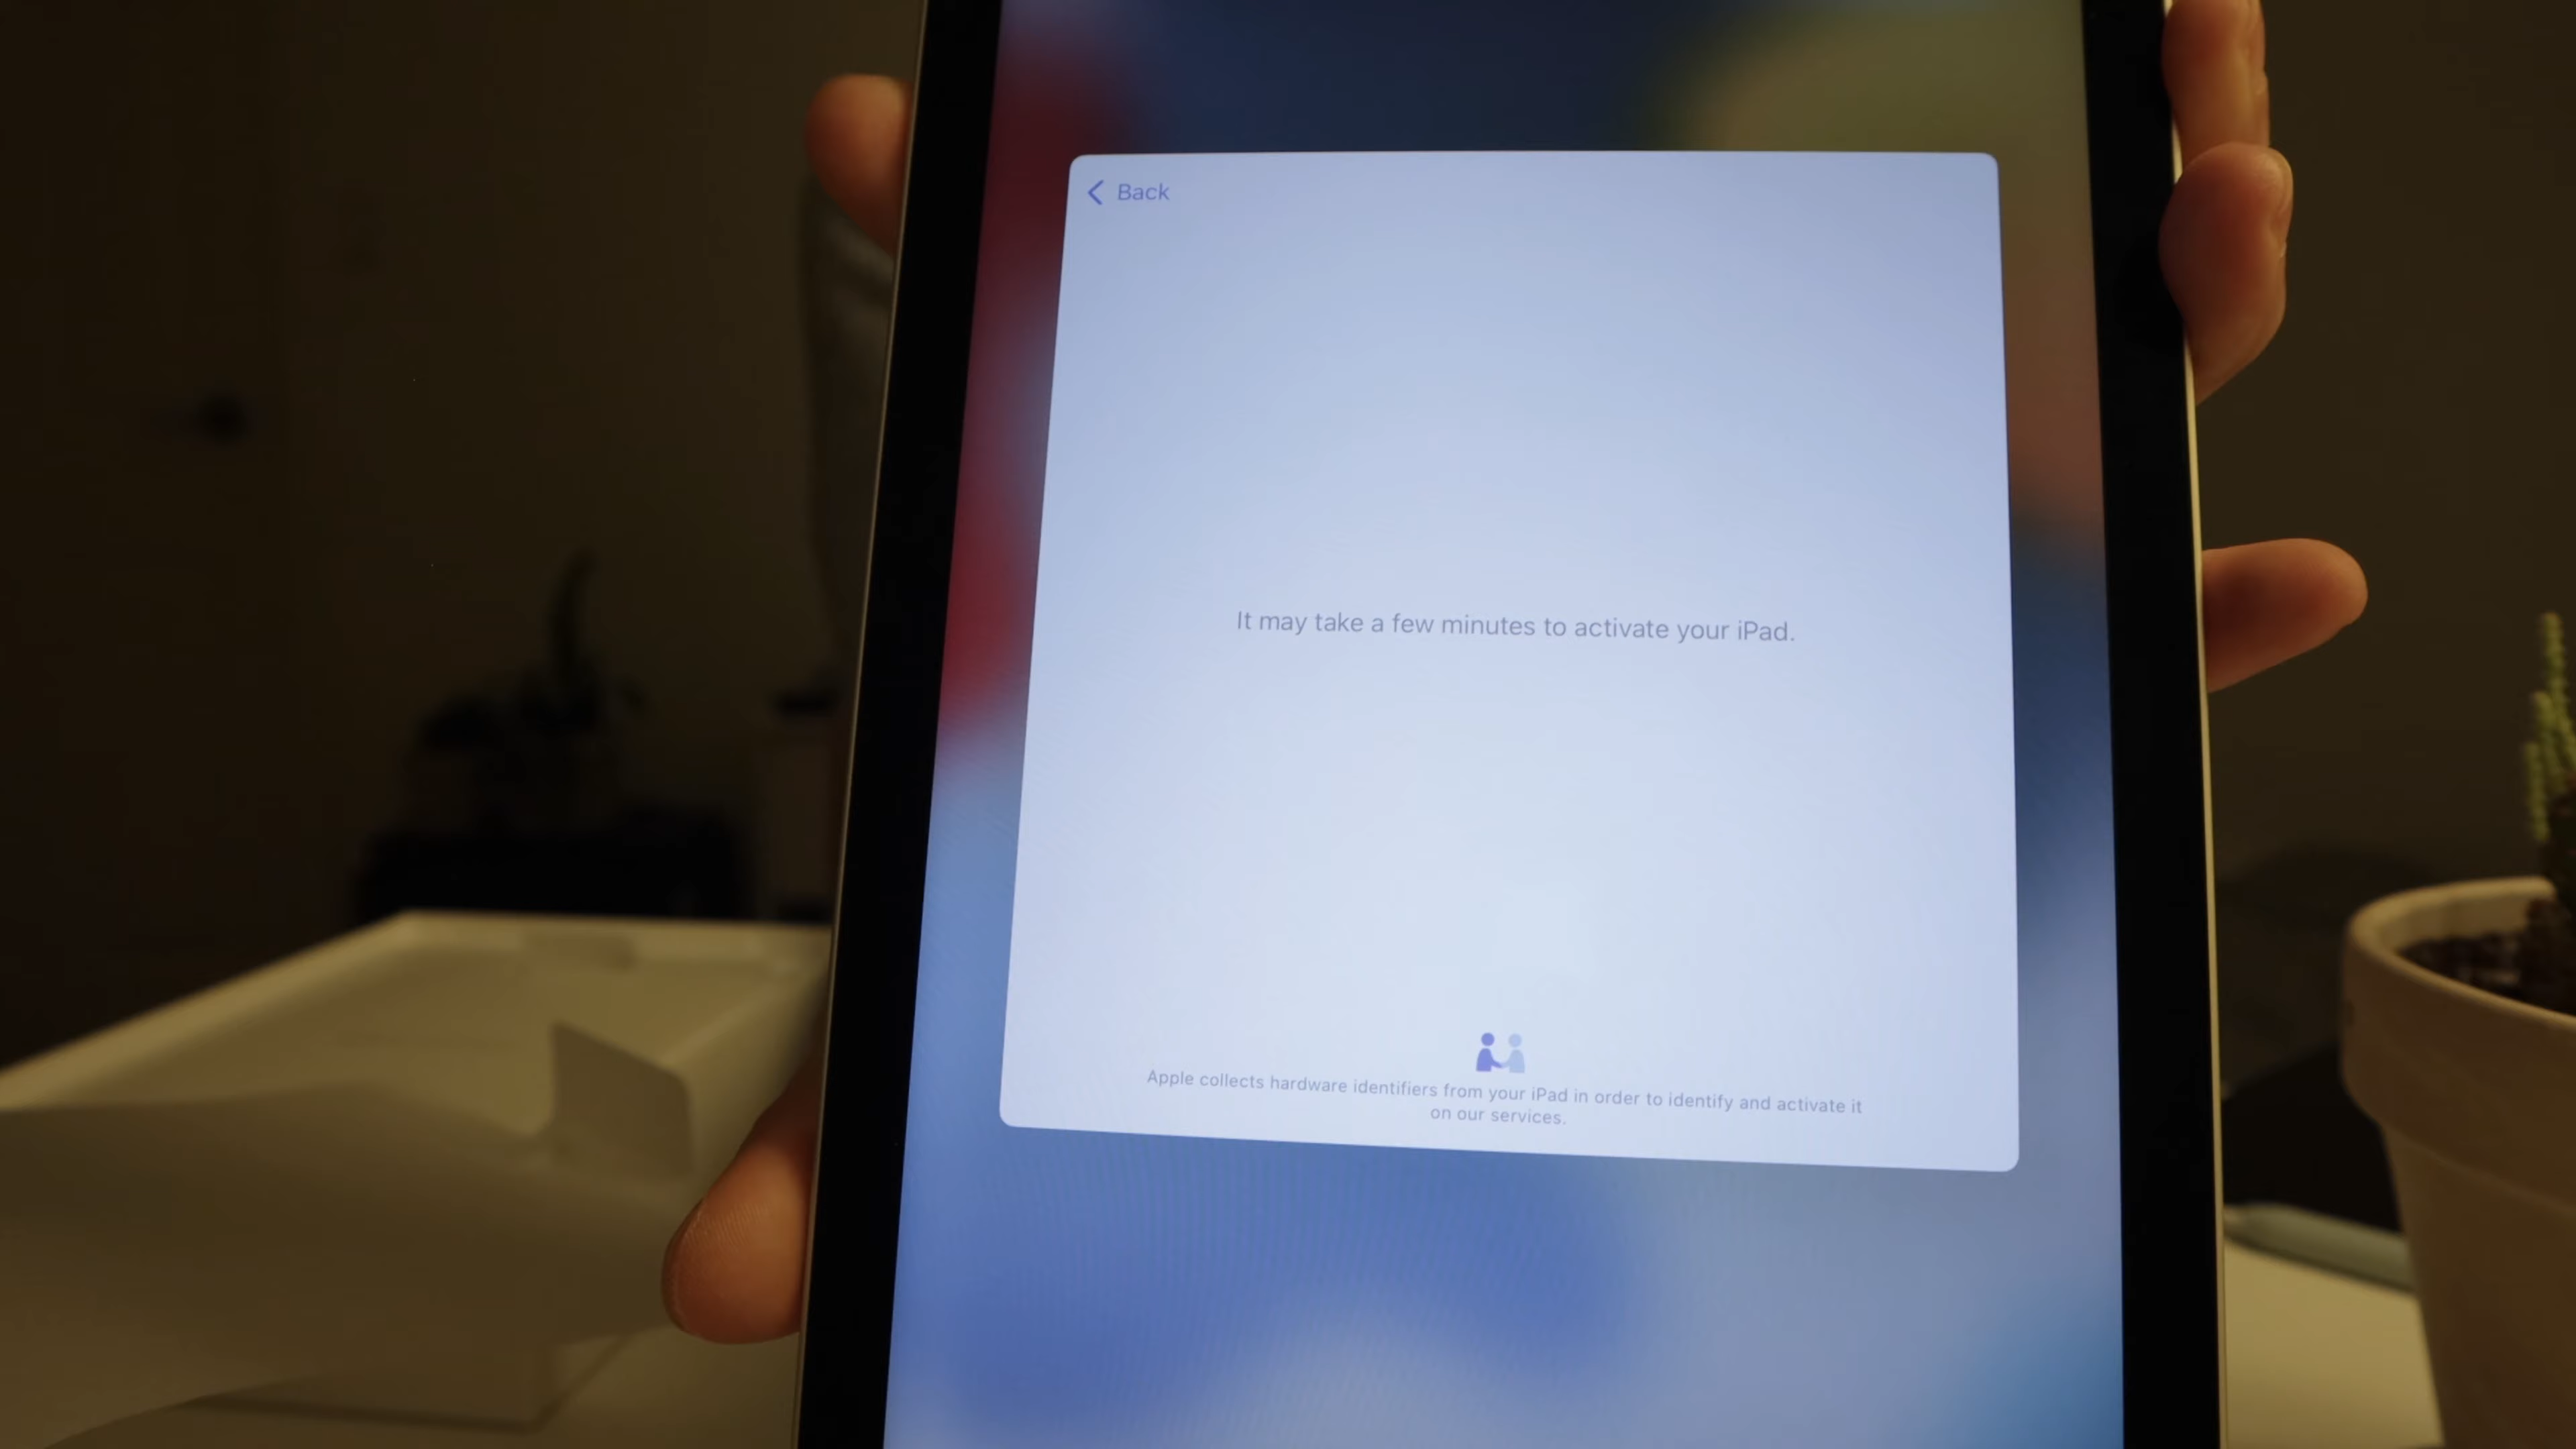 Back
It may take a few minutes to activate your iPad.
Apple collects hardware identifiers from your iPad in order to identify and activate it
on our services.